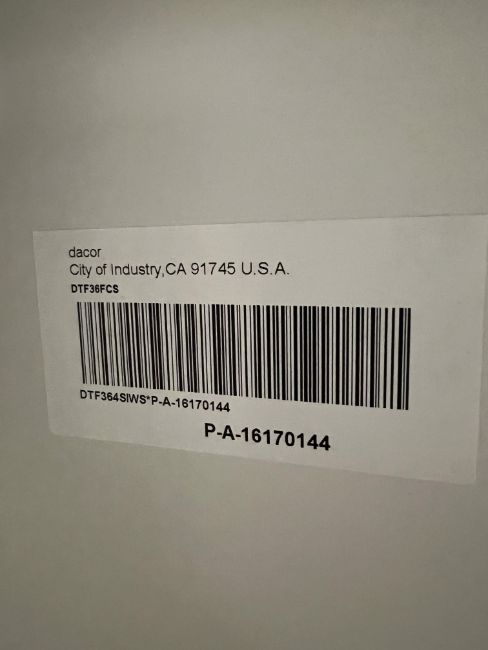 dacor
City of Industry,CA 91745 U.S.A.
DTF36FCS
DTF364SIWS*P-A-16170144
P-A-16170144